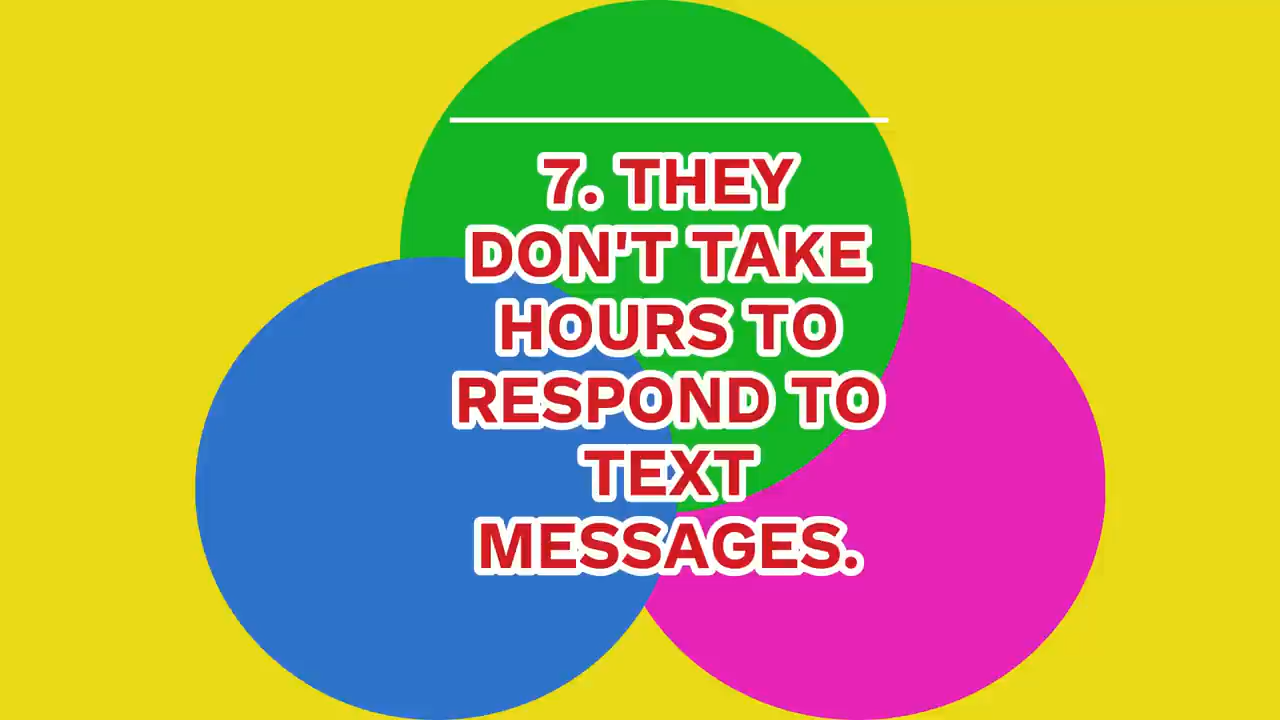 7. THEY
DON'T TAKE
HOURS TO
RESPOND TO
TEXT
MESSAGES.